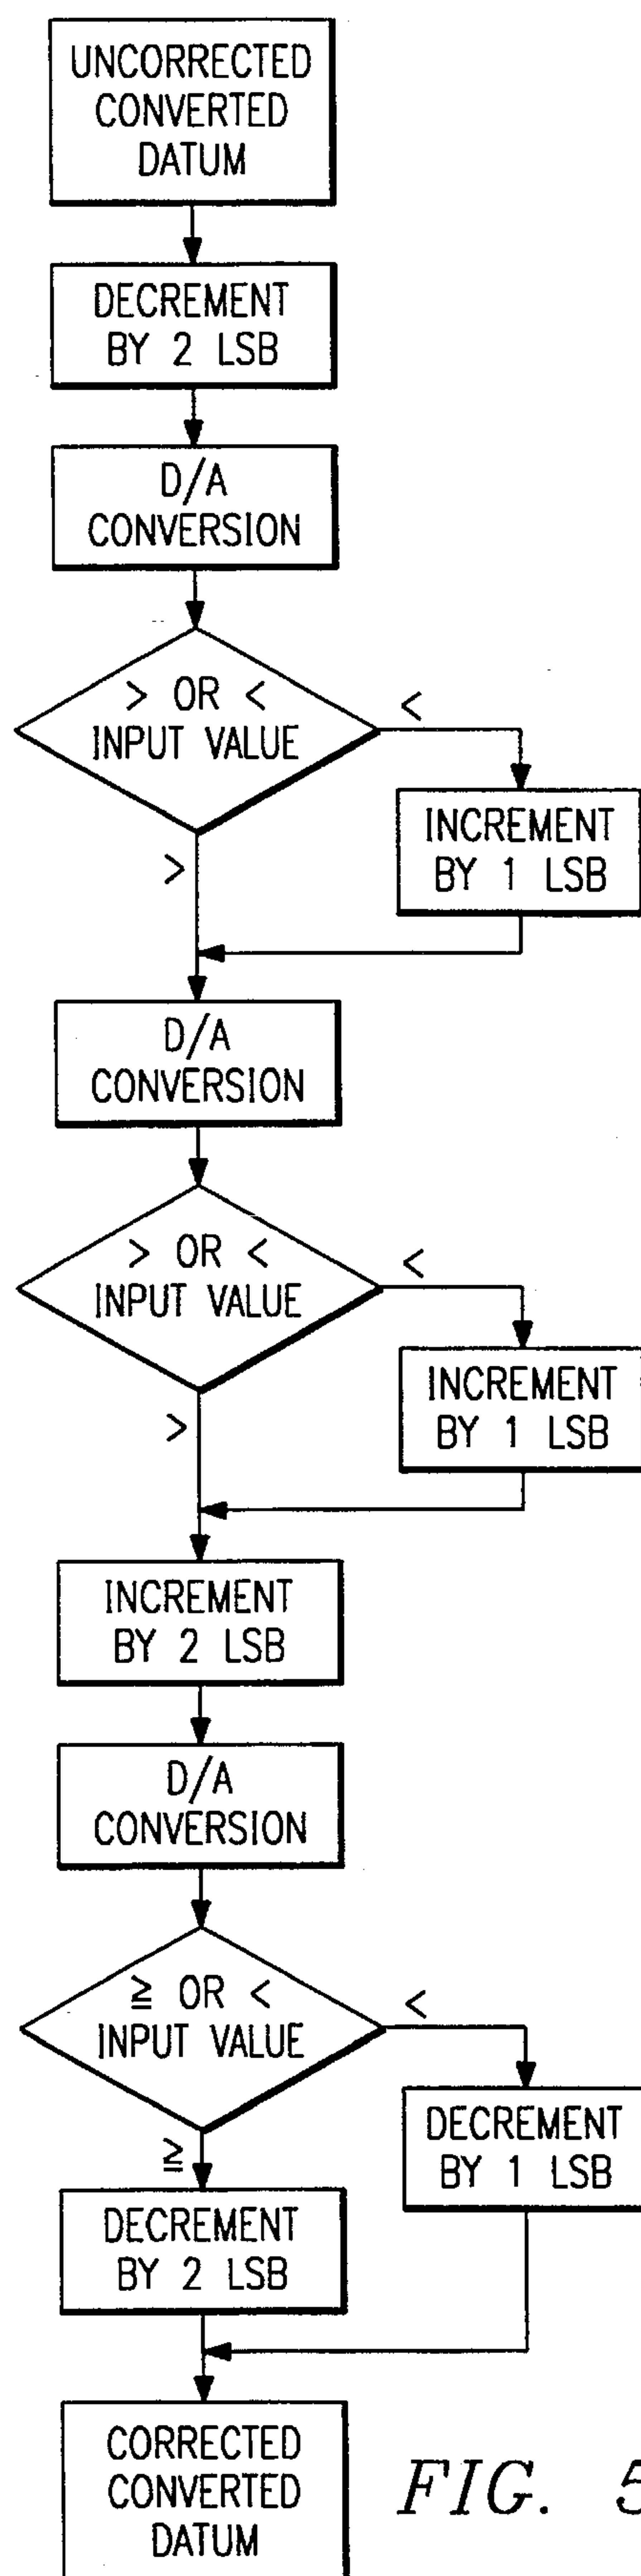 UNCORRECTED
CONVERTED
DATUM
DECREMENT
BY 2 LSB
D/A
CONVERSION
> OR <
INPUT VALUE
<
INCREMENT
BY 1 LSB
>
D/A
CONVERSION
> OR <
INPUT VALUE
<
INCREMENT
BY 1 LSB
>
INCREMENT
BY 2 LSB
D/A
CONVERSION
≧ OR <
INPUT VALUE
<
DECREMENT
BY 1 LSB
≧
DECREMENT
BY 2 LSB
CORRECTED
CONVERTED
DATUM
FIG. 5